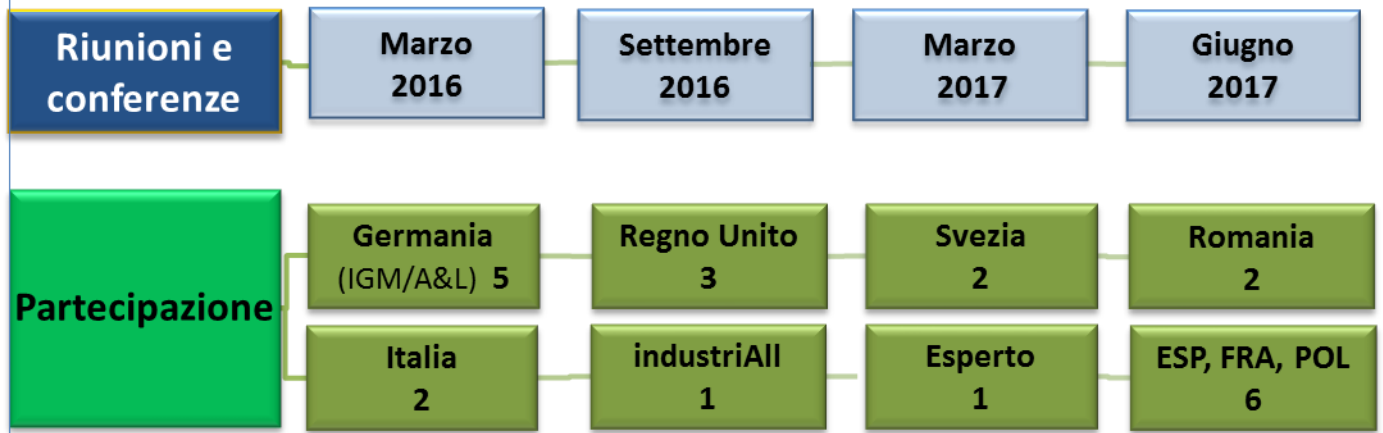 Riunioni e
conferenze
Marzo
2016
Settembre
2016
Marzo
2017
Giugno
2017
Partecipazione
Germania
(IGM/A&L) 5
Regno Unito
3
Svezia
2
Romania
2
Italia
2
industriAll
1
Esperto
1
ESP, FRA, POL
6